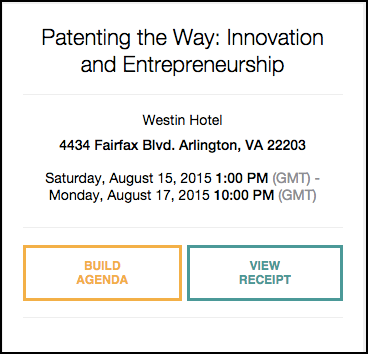 Patenting the Way: Innovation
and Entrepreneurship
Westin Hotel
4434 Fairfax Blvd. Arlington, VA 22203
Saturday, August 15, 2015 1:00 PM (GMT) -
Monday, August 17, 2015 10:00 PM (GMT)
BUILD
AGENDA
VIEW
RECEIPT